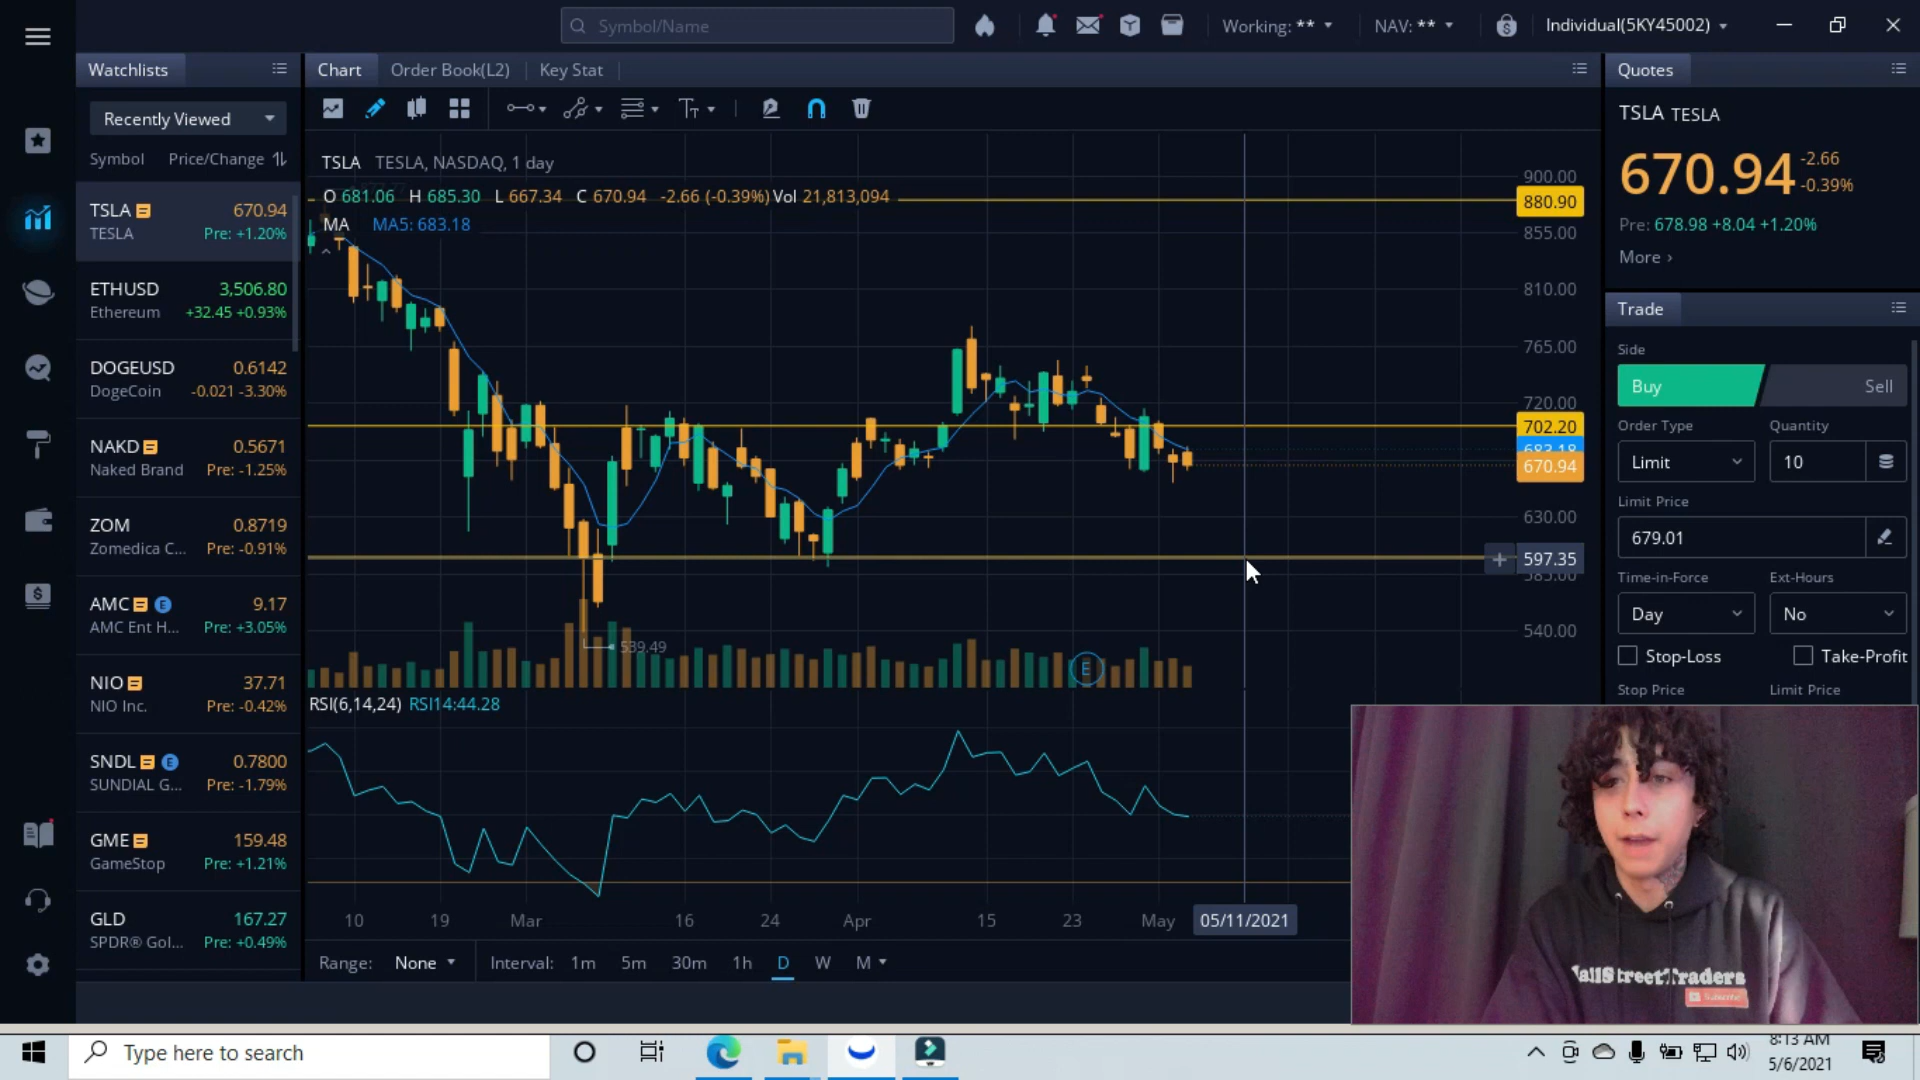 Symbol/Name
Working: **
NAV: **
Individual(5KY45002)
Watchlists
Recently Viewed
Symbol Price/Change
TSLA 670.94
TESLA Pre: +1.20%
ETHUSD 3,506.80
Ethereum +32.45 +0.93%
DOGEUSD 0.6142
DogeCoin -0.021 -3.30%
NAKD 0.5671
Naked Brand Pre: -1.25%
ZOM 0.8719
Zomedica C... Pre: -0.91%
AMC E 9.17
AMC Ent H... Pre: +3.05%
NIO 37.71
NIO Inc. Pre: -0.42%
SNDL E 0.7800
SUNDIAL G... Pre: -1.79%
GME 159.48
GameStop Pre: +1.21%
GLD 167.27
SPDR® Gol... Pre: +0.49%
Chart Order Book(L2) Key Stat
TSLA TESLA, NASDAQ, 1 day
O 681.06 H 685.30 L 667.34 C 670.94 -2.66 (-0.39%) Vol 21,813,094
MA MA5: 683.18
900.00
880.90
855.00
810.00
765.00
720.00
702.20
683.18
670.94
630.00
597.35
585.00
540.00
539.49
E
RSI(6,14,24) RSI14:44.28
10 19 Mar 16 24 Apr 15 23 May 05/11/2021
Range: None Interval: 1m 5m 30m 1h D W M
Quotes
TSLA TESLA
670.94 -2.66
-0.39%
Pre: 678.98 +8.04 +1.20%
More ›
Trade
Side
Buy Sell
Order Type Quantity
Limit 10
Limit Price
679.01
Time-in-Force Ext-Hours
Day No
Stop-Loss Take-Profit
Stop Price Limit Price
Subscribe
Type here to search
8:13 AM
5/6/2021